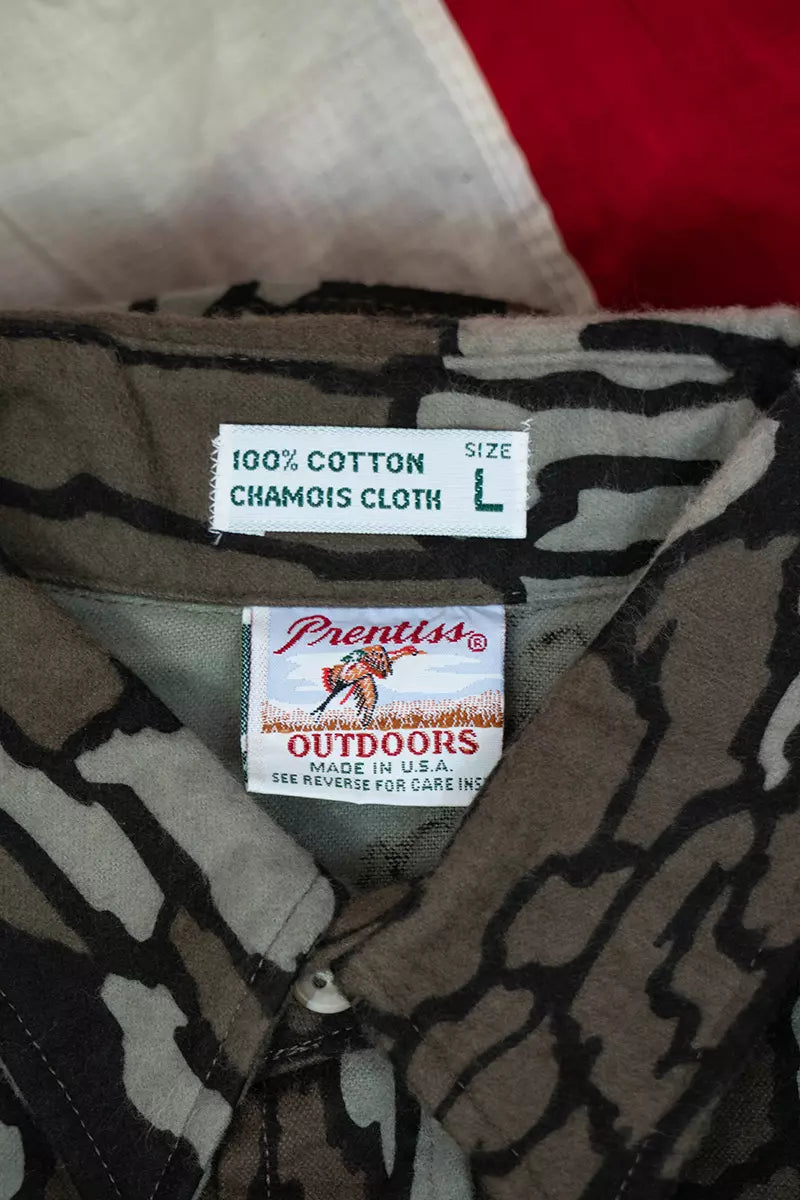 100% COTTON
CHAMOIS CLOTH
SIZE
L
Prentiss®
OUTDOORS
MADE IN U.S.A.
SEE REVERSE FOR CARE INS